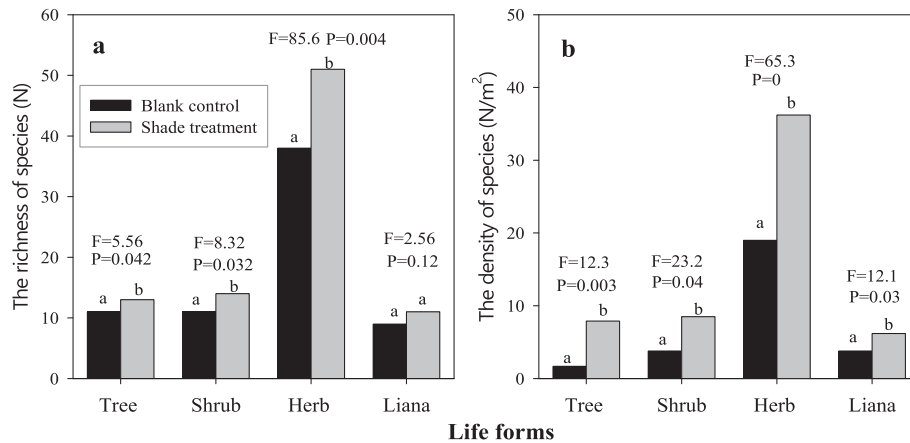 a
The richness of species (N)
60
50
40
30
20
10
0
Blank control
Shade treatment
F=5.56
P=0.042
a b
F=8.32
P=0.032
a b
F=85.6 P=0.004
a b
F=2.56
P=0.12
a a
Tree Shrub Herb Liana
b
The density of species (N/m²)
50
40
30
20
10
0
F=12.3
P=0.003
a b
F=23.2
P=0.04
a b
F=65.3
P=0
a b
F=12.1
P=0.03
a b
Tree Shrub Herb Liana
Life forms